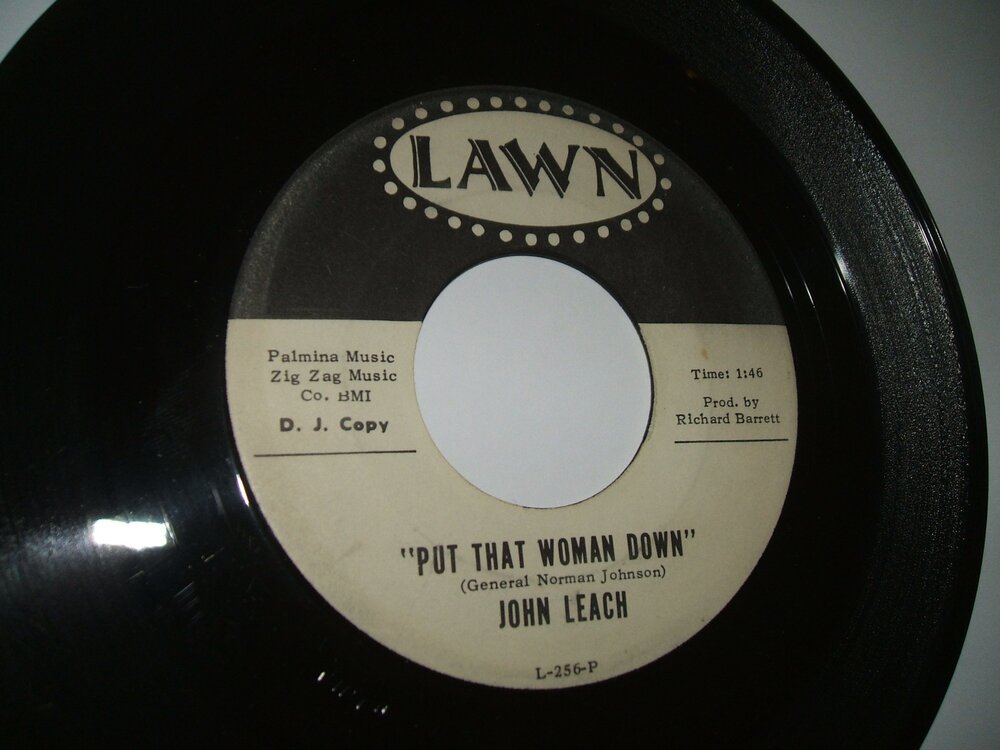 LAWN
Palmina Music
Zig Zag Music
Co. BMI
D. J. Copy
Time: 1:46
Prod. by
Richard Barrett
"PUT THAT WOMAN DOWN"
(General Norman Johnson)
JOHN LEACH
L-256-P